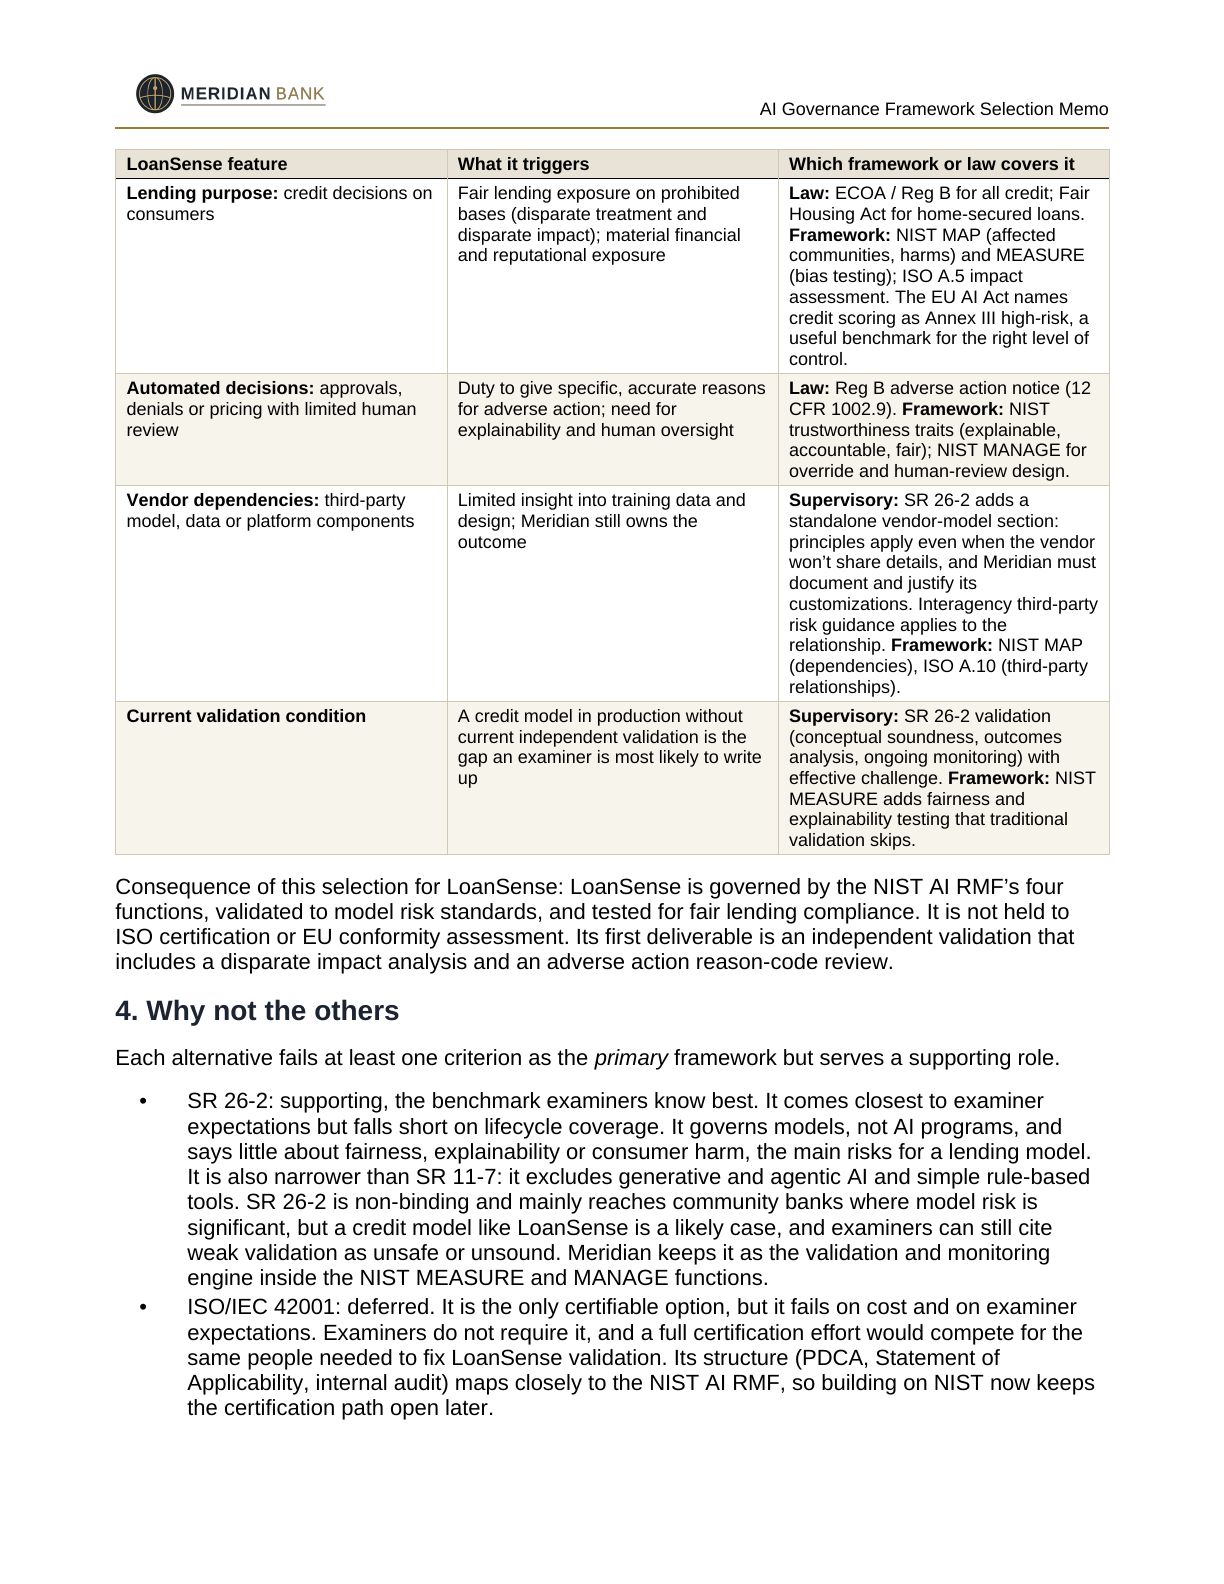 MERIDIAN BANK
AI Governance Framework Selection Memo
LoanSense feature
What it triggers
Which framework or law covers it
Lending purpose: credit decisions on
consumers
Fair lending exposure on prohibited
bases (disparate treatment and
disparate impact); material financial
and reputational exposure
Law: ECOA / Reg B for all credit; Fair
Housing Act for home-secured loans.
Framework: NIST MAP (affected
communities, harms) and MEASURE
(bias testing); ISO A.5 impact
assessment. The EU AI Act names
credit scoring as Annex III high-risk, a
useful benchmark for the right level of
control.
Automated decisions: approvals,
denials or pricing with limited human
review
Duty to give specific, accurate reasons
for adverse action; need for
explainability and human oversight
Law: Reg B adverse action notice (12
CFR 1002.9). Framework: NIST
trustworthiness traits (explainable,
accountable, fair); NIST MANAGE for
override and human-review design.
Vendor dependencies: third-party
model, data or platform components
Limited insight into training data and
design; Meridian still owns the
outcome
Supervisory: SR 26-2 adds a
standalone vendor-model section:
principles apply even when the vendor
won’t share details, and Meridian must
document and justify its
customizations. Interagency third-party
risk guidance applies to the
relationship. Framework: NIST MAP
(dependencies), ISO A.10 (third-party
relationships).
Current validation condition
A credit model in production without
current independent validation is the
gap an examiner is most likely to write
up
Supervisory: SR 26-2 validation
(conceptual soundness, outcomes
analysis, ongoing monitoring) with
effective challenge. Framework: NIST
MEASURE adds fairness and
explainability testing that traditional
validation skips.
Consequence of this selection for LoanSense: LoanSense is governed by the NIST AI RMF’s four
functions, validated to model risk standards, and tested for fair lending compliance. It is not held to
ISO certification or EU conformity assessment. Its first deliverable is an independent validation that
includes a disparate impact analysis and an adverse action reason-code review.
4. Why not the others
Each alternative fails at least one criterion as the primary framework but serves a supporting role.
• SR 26-2: supporting, the benchmark examiners know best. It comes closest to examiner
expectations but falls short on lifecycle coverage. It governs models, not AI programs, and
says little about fairness, explainability or consumer harm, the main risks for a lending model.
It is also narrower than SR 11-7: it excludes generative and agentic AI and simple rule-based
tools. SR 26-2 is non-binding and mainly reaches community banks where model risk is
significant, but a credit model like LoanSense is a likely case, and examiners can still cite
weak validation as unsafe or unsound. Meridian keeps it as the validation and monitoring
engine inside the NIST MEASURE and MANAGE functions.
• ISO/IEC 42001: deferred. It is the only certifiable option, but it fails on cost and on examiner
expectations. Examiners do not require it, and a full certification effort would compete for the
same people needed to fix LoanSense validation. Its structure (PDCA, Statement of
Applicability, internal audit) maps closely to the NIST AI RMF, so building on NIST now keeps
the certification path open later.